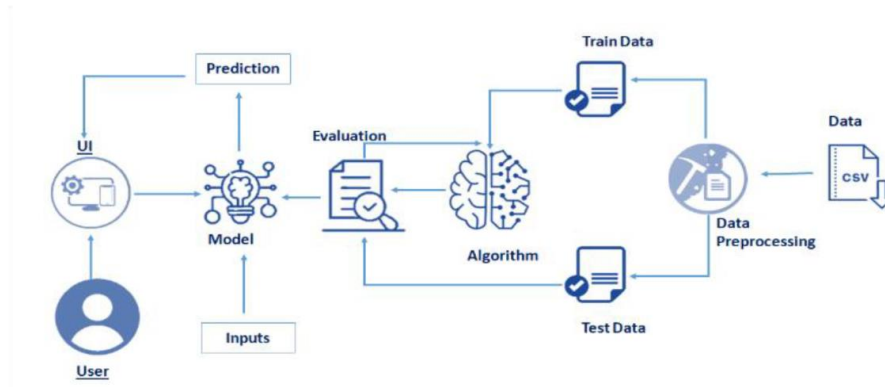 Train Data
Prediction
Data
UI
Evaluation
CSV
Model
Algorithm
Data
Preprocessing
Inputs
Test Data
User